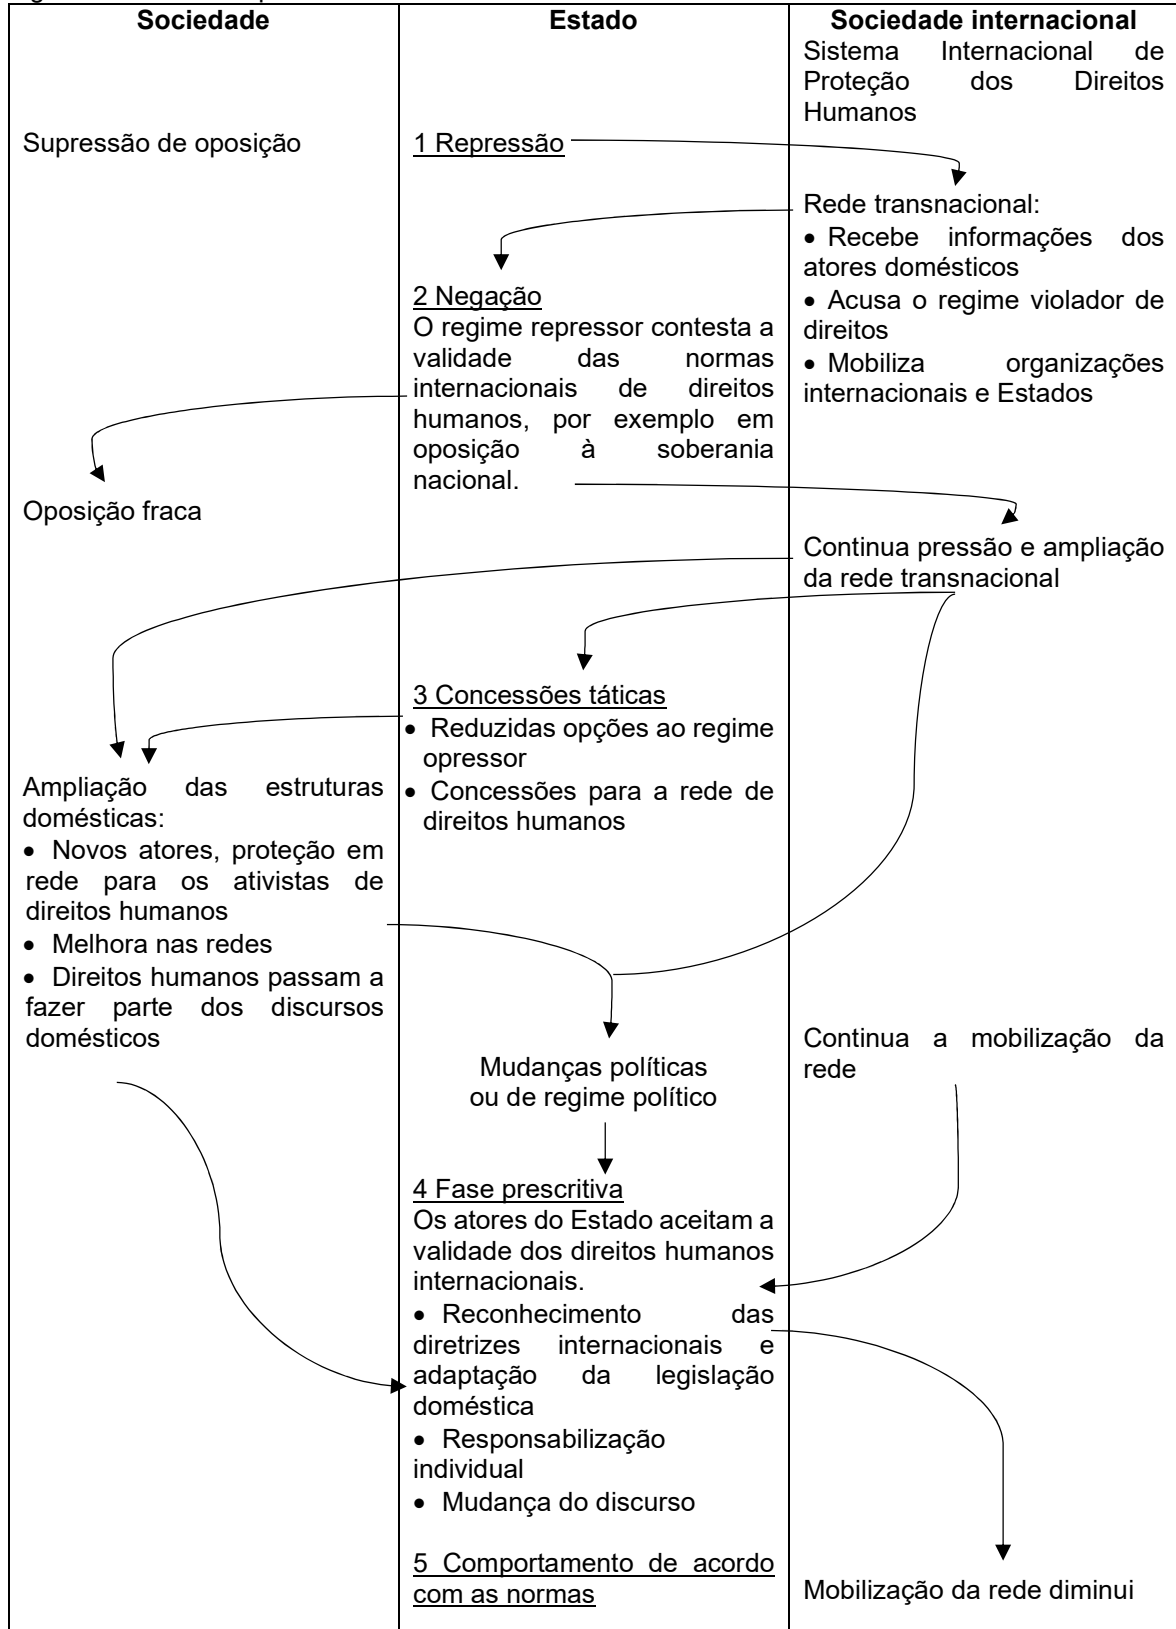 Sociedade
Supressão de oposição
Oposição fraca
Ampliação das estruturas
domésticas:
• Novos atores, proteção em
rede para os ativistas de
direitos humanos
• Melhora nas redes
• Direitos humanos passam a
fazer parte dos discursos
domésticos
Estado
1 Repressão
2 Negação
O regime repressor contesta a
validade das normas
internacionais de direitos
humanos, por exemplo em
oposição à soberania
nacional.
3 Concessões táticas
• Reduzidas opções ao regime
opressor
• Concessões para a rede de
direitos humanos
Mudanças políticas
ou de regime político
4 Fase prescritiva
Os atores do Estado aceitam a
validade dos direitos humanos
internacionais.
• Reconhecimento das
diretrizes internacionais e
adaptação da legislação
doméstica
• Responsabilização
individual
• Mudança do discurso
5 Comportamento de acordo
com as normas
Sociedade internacional
Sistema Internacional de
Proteção dos Direitos
Humanos
Rede transnacional:
• Recebe informações dos
atores domésticos
• Acusa o regime violador de
direitos
• Mobiliza organizações
internacionais e Estados
Continua pressão e ampliação
da rede transnacional
Continua a mobilização da
rede
Mobilização da rede diminui